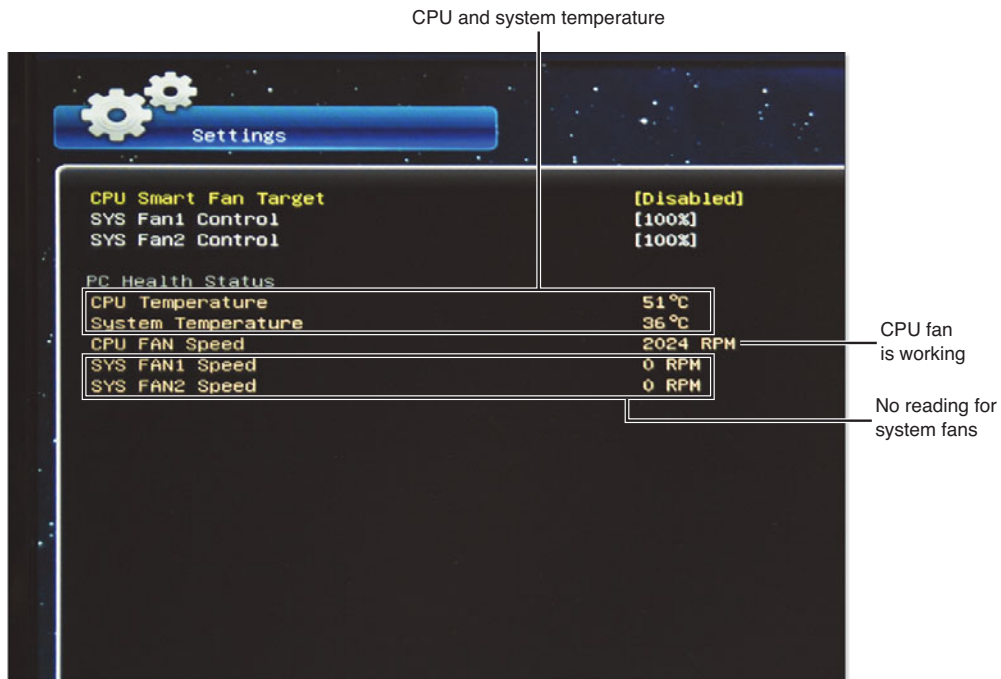 CPU and system temperature
Settings
CPU Smart Fan Target [Disabled]
SYS Fan1 Control [100%]
SYS Fan2 Control [100%]
PC Health Status
CPU Temperature 51°C
System Temperature 36°C
CPU FAN Speed 2024 RPM
SYS FAN1 Speed 0 RPM
SYS FAN2 Speed 0 RPM
CPU fan
is working
No reading for
system fans